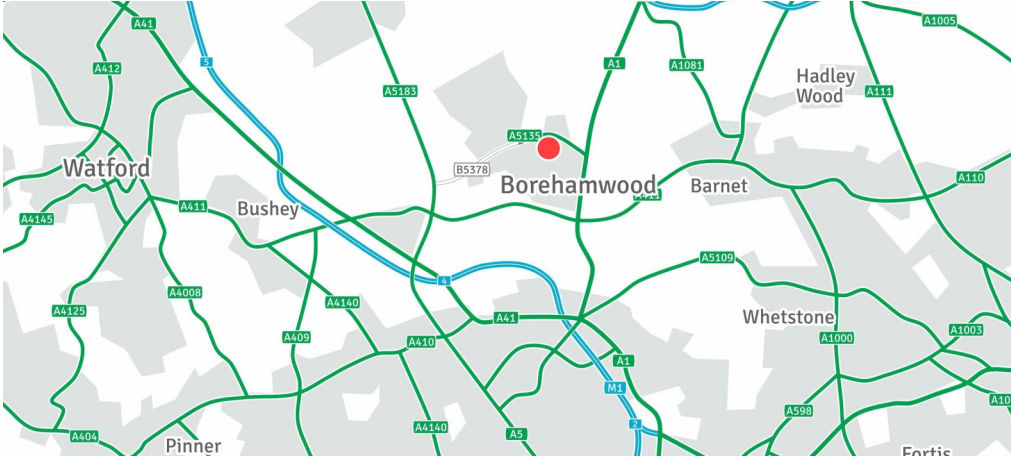 A41
A1005
5
A412
A1
A1081
Hadley
Wood
A5183
A111
A5135
B5378
Watford
Borehamwood
Barnet
A110
A411
Bushey
A411
A4145
A5109
4
A4008
A4140
A4125
Whetstone
A41
A1003
A409
A410
A1000
A1
M1
A598
A10
A4140
2
A404
A5
Pinner
Fortis